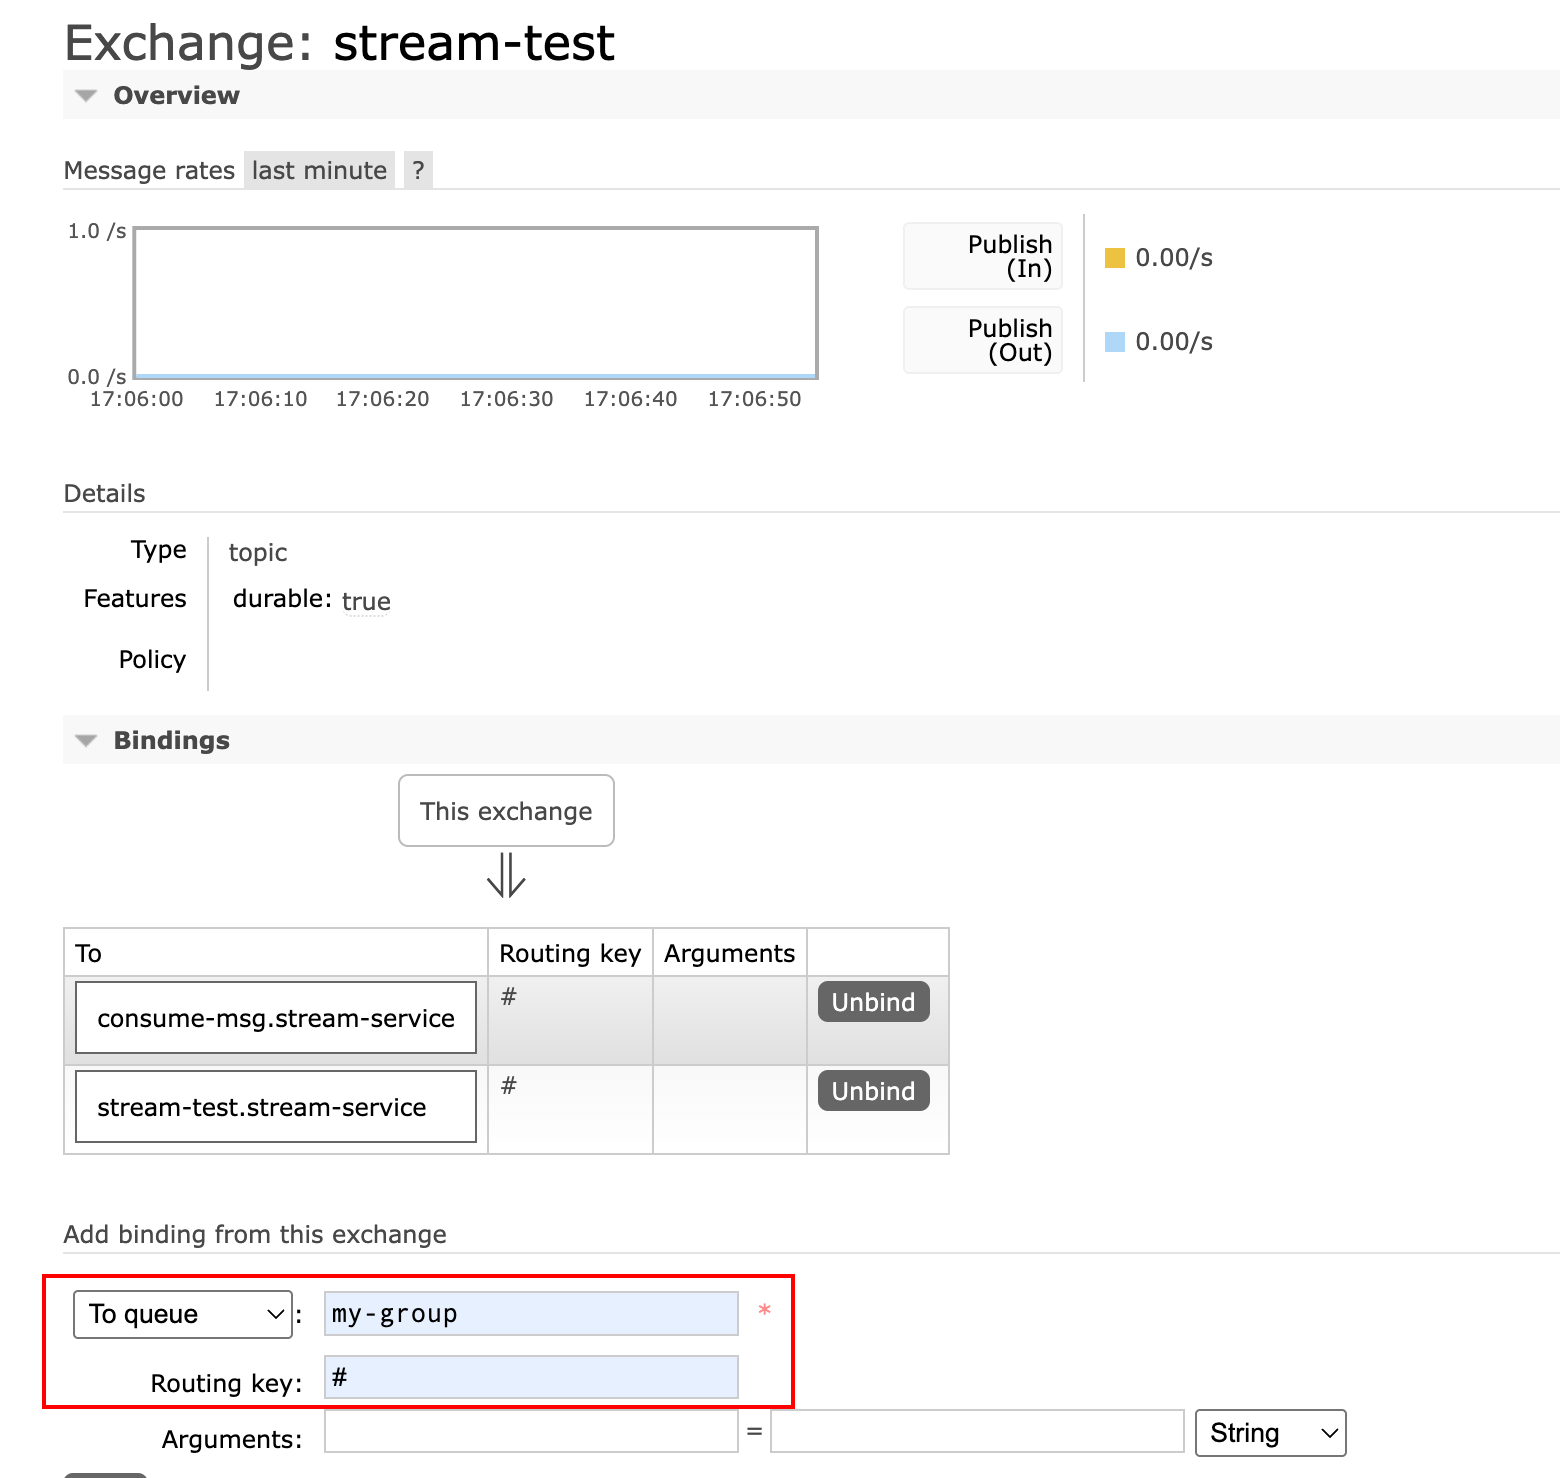 Exchange: stream-test
Overview
Message rates last minute ?
1.0 /s
0.0 /s
17:06:00 17:06:10 17:06:20 17:06:30 17:06:40 17:06:50
Publish
(In)
0.00/s
Publish
(Out)
0.00/s
Details
Type topic
Features durable: true
Policy
Bindings
This exchange
⇓
To Routing key Arguments
consume-msg.stream-service # Unbind
stream-test.stream-service # Unbind
Add binding from this exchange
To queue : my-group *
Routing key: #
Arguments: = String